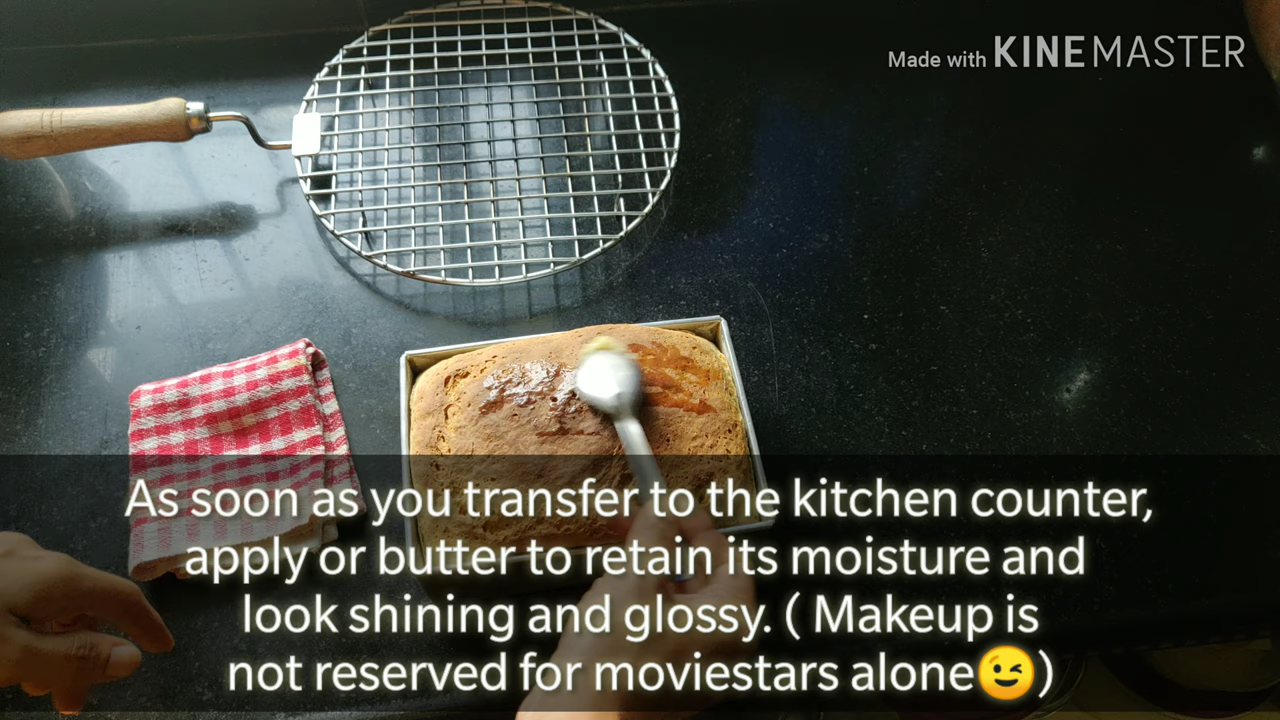 Made with KINEMASTER
As soon as you transfer to the kitchen counter,
apply or butter to retain its moisture and
look shining and glossy. ( Makeup is
not reserved for moviestars alone😉)